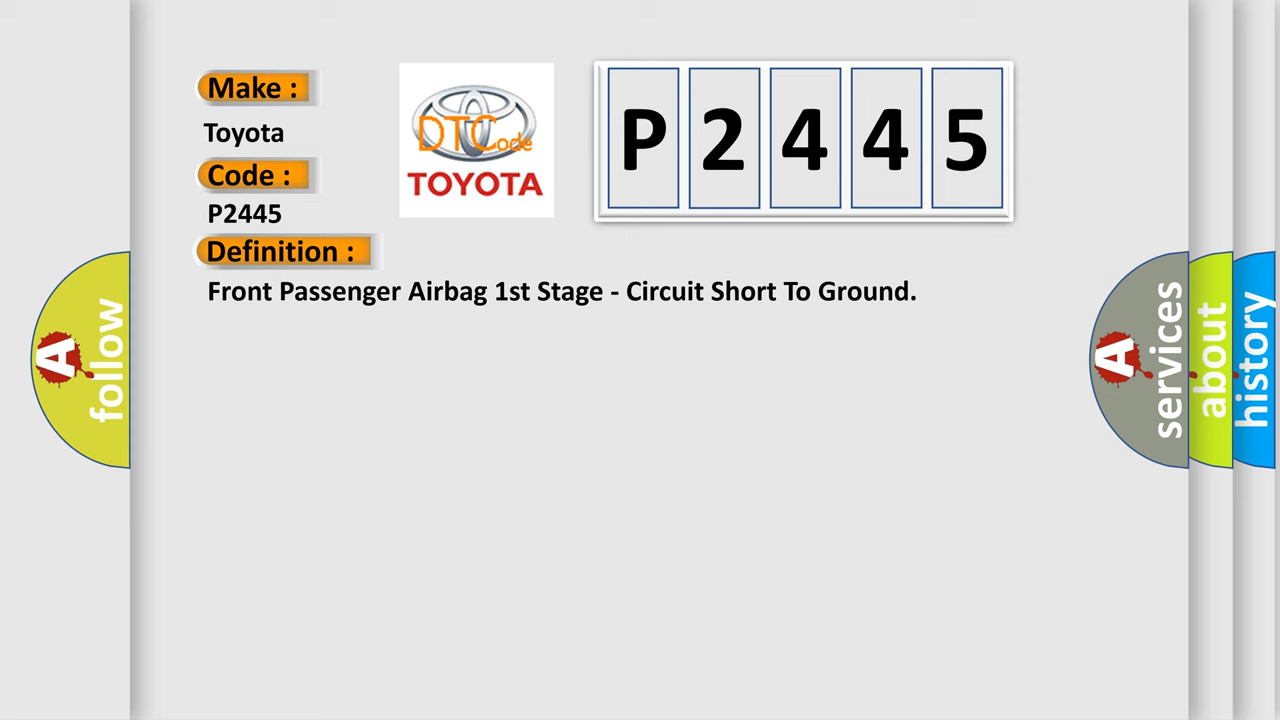 Make :
Toyota
Code :
P2445
Definition :
Front Passenger Airbag 1st Stage - Circuit Short To Ground.
DTCode
TOYOTA
P 2 4 4 5
A follow
A services
about
history